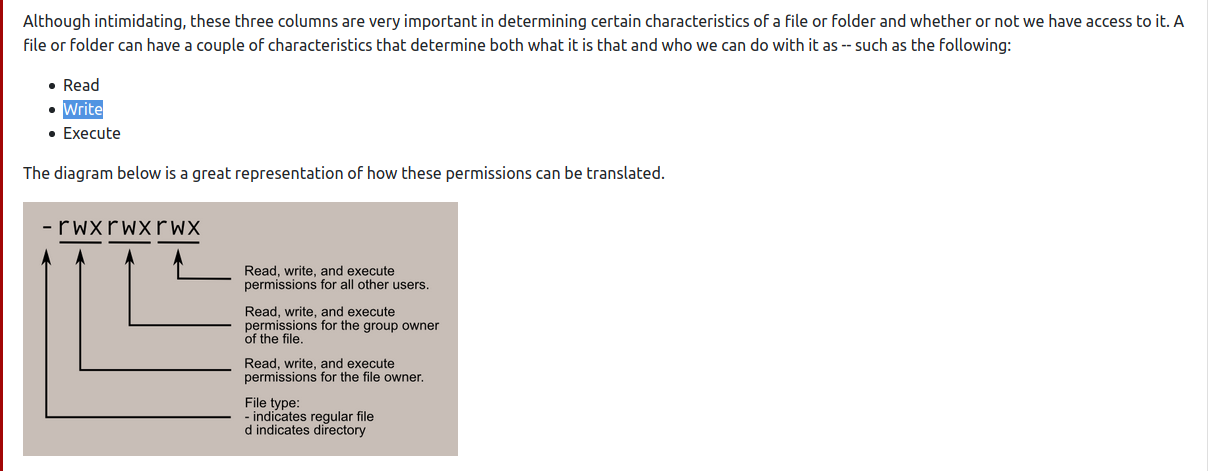 Although intimidating, these three columns are very important in determining certain characteristics of a file or folder and whether or not we have access to it. A
file or folder can have a couple of characteristics that determine both what it is that and who we can do with it as -- such as the following:
Read
Write
Execute
The diagram below is a great representation of how these permissions can be translated.
-rwxrwxrwx
Read, write, and execute
permissions for all other users.
Read, write, and execute
permissions for the group owner
of the file.
Read, write, and execute
permissions for the file owner.
File type:
- indicates regular file
d indicates directory